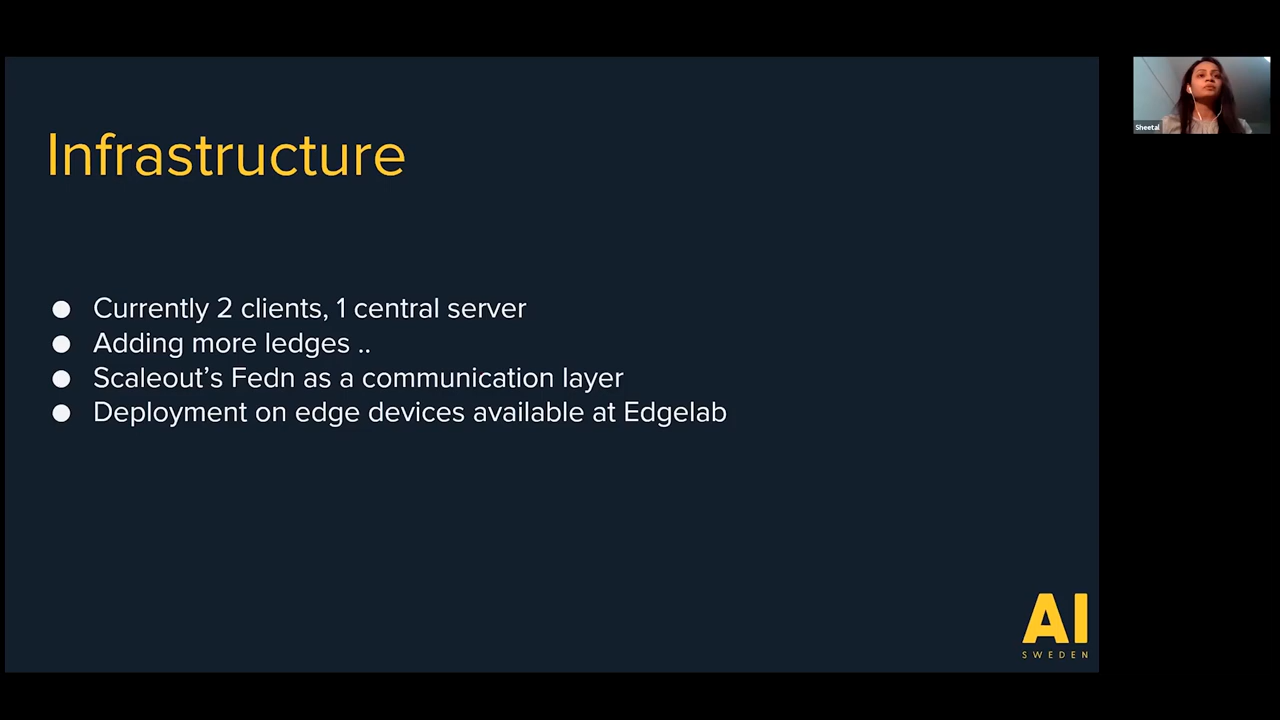 Infrastructure
● Currently 2 clients, 1 central server
● Adding more ledges ..
● Scaleout’s Fedn as a communication layer
● Deployment on edge devices available at Edgelab
AI
SWEDEN
Sheetal